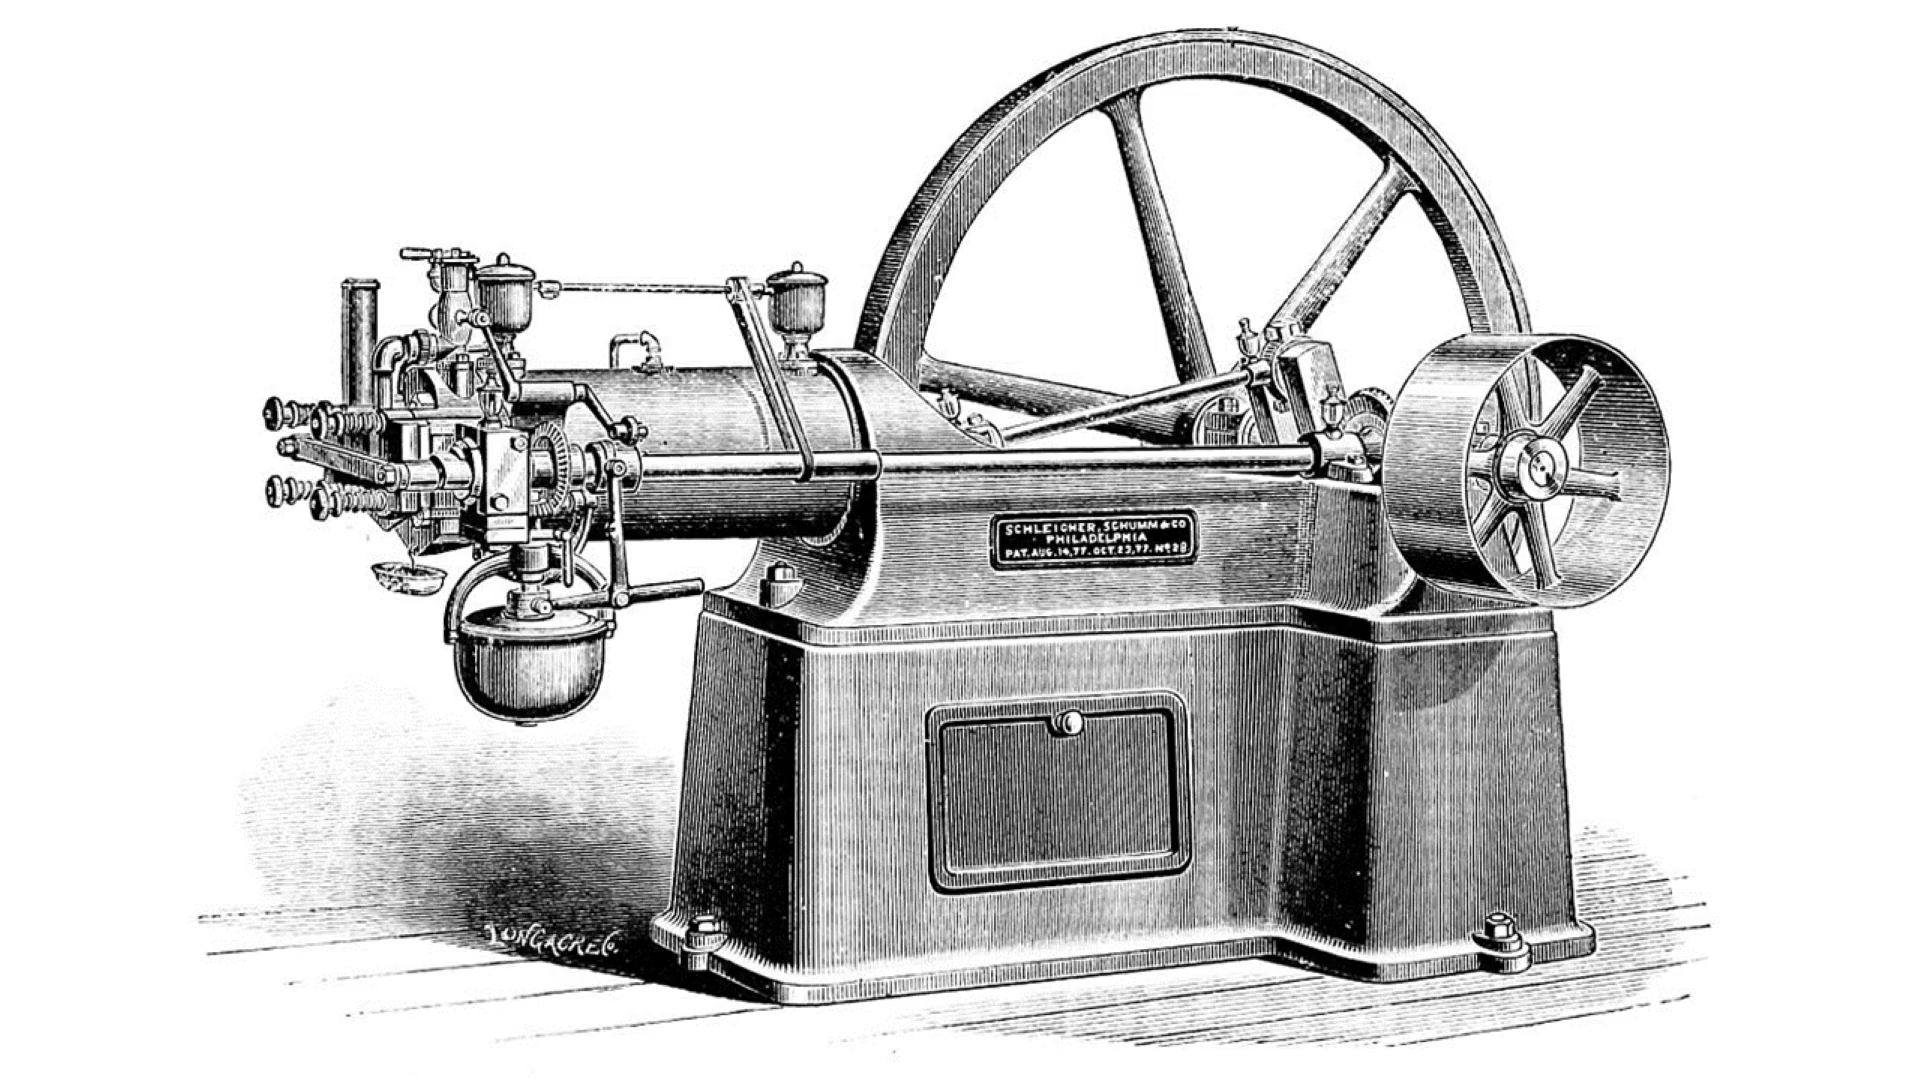 SCHLEICHER, SCHUMM & CO
PHILADELPHIA
PAT. AUG. 14, 77. OCT. 23, 77. No 28
LONGACRE Co.